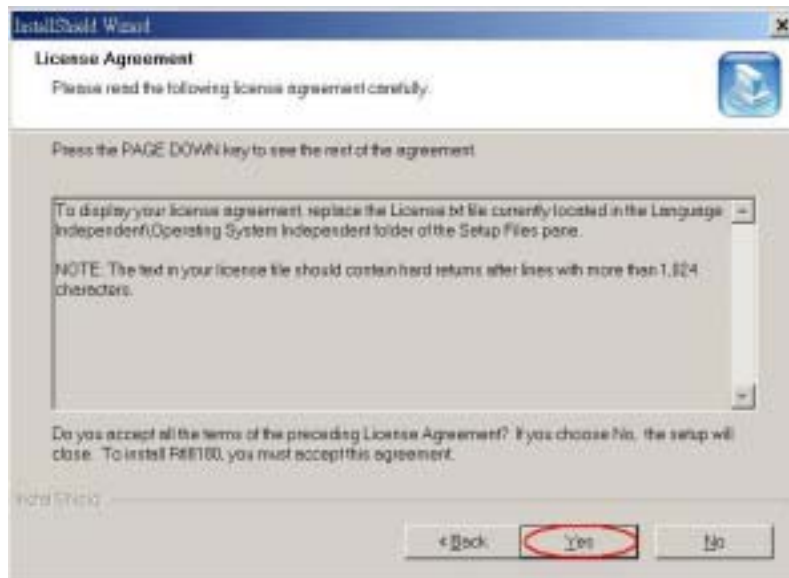 InstallShield Wizard
License Agreement
Please read the following license agreement carefully.
Press the PAGE DOWN key to see the rest of the agreement.
To display your license agreement, replace the License.txt file currently located in the Language
Independent\Operating System Independent folder of the Setup Files pane.
NOTE: The text in your license file should contain hard returns after lines with more than 1,024
characters.
Do you accept all the terms of the preceding License Agreement? If you choose No, the setup will
close. To install Rtl8180, you must accept this agreement.
InstallShield
< Back
Yes
No